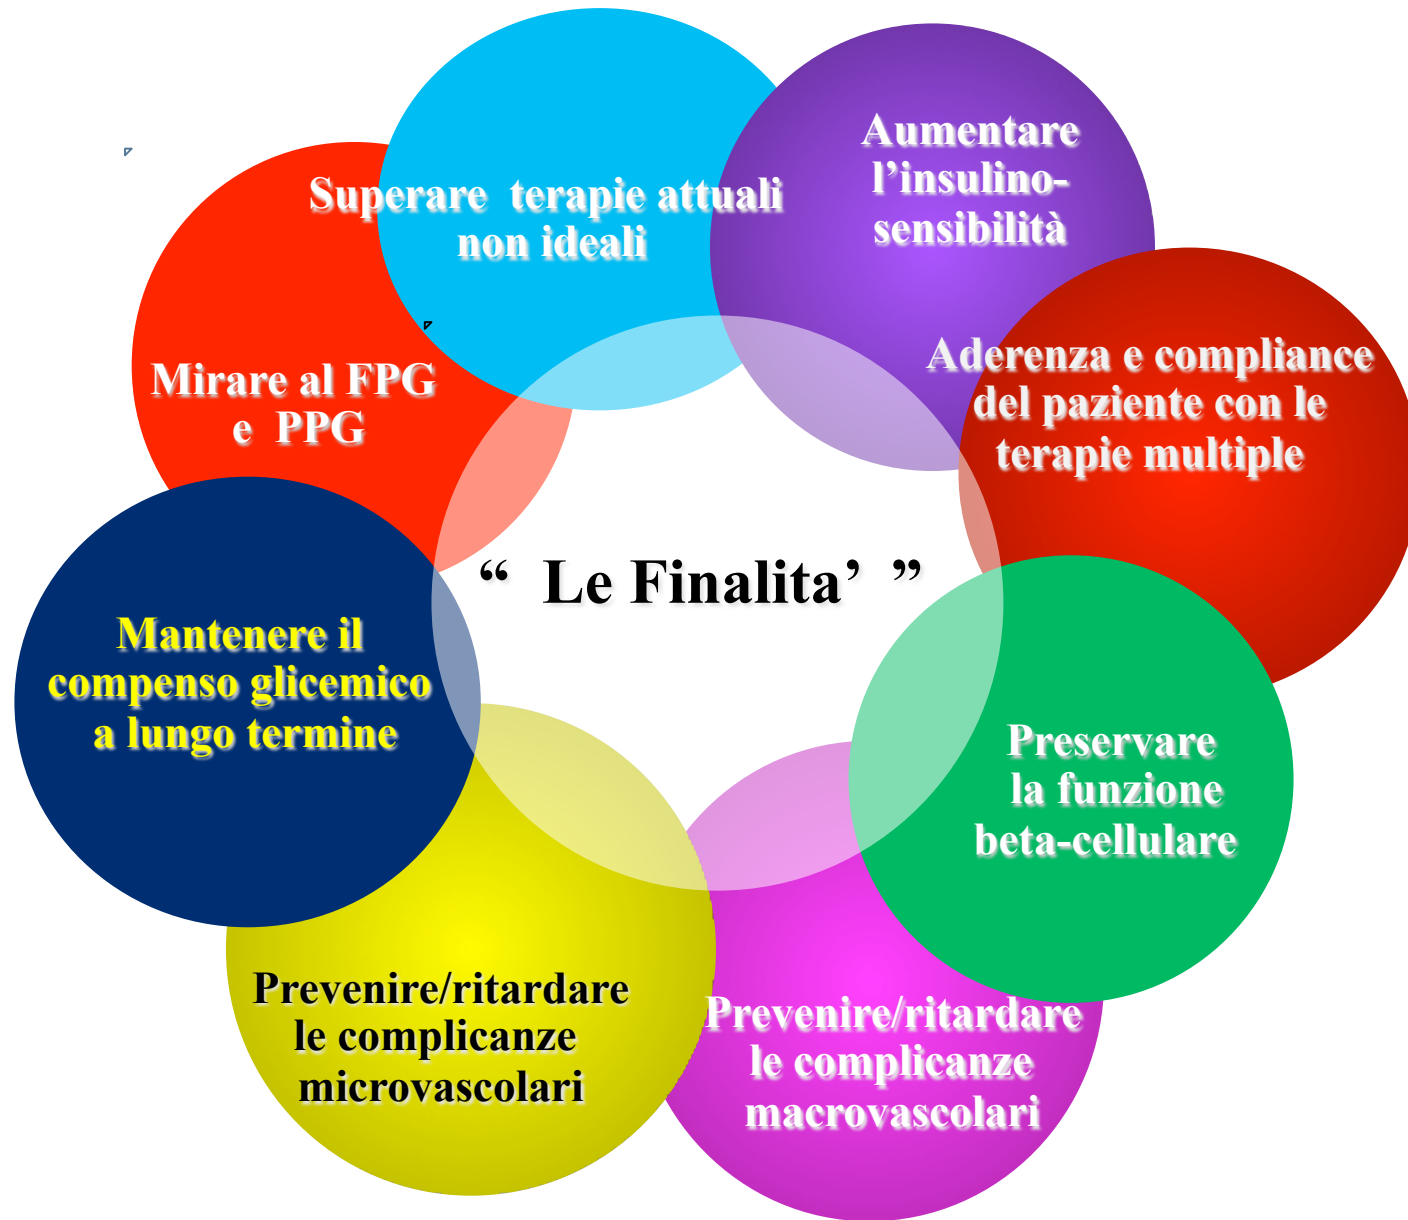 Superare terapie attuali
non ideali
Aumentare
l’insulino-
sensibilità
Aderenza e compliance
del paziente con le
terapie multiple
Mirare al FPG
e PPG
“ Le Finalita’ ”
Mantenere il
compenso glicemico
a lungo termine
Preservare
la funzione
beta-cellulare
Prevenire/ritardare
le complicanze
microvascolari
Prevenire/ritardare
le complicanze
macrovascolari